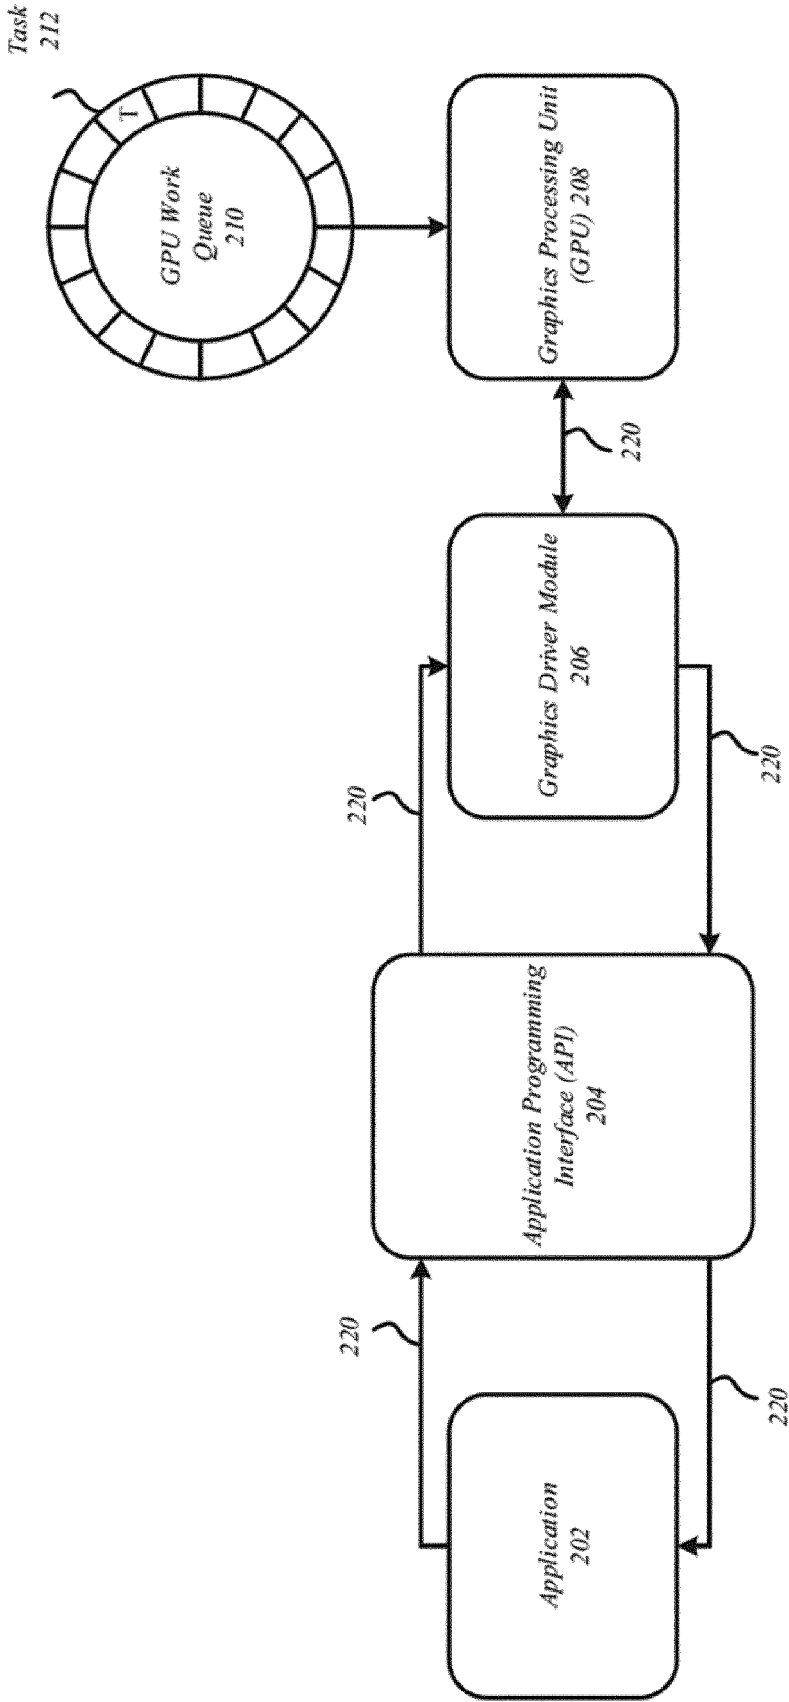 Task
212
T
GPU Work
Queue
210
Graphics Processing Unit
(GPU) 208
220
Graphics Driver Module
206
220
220
Application Programming
Interface (API)
204
220
220
Application
202